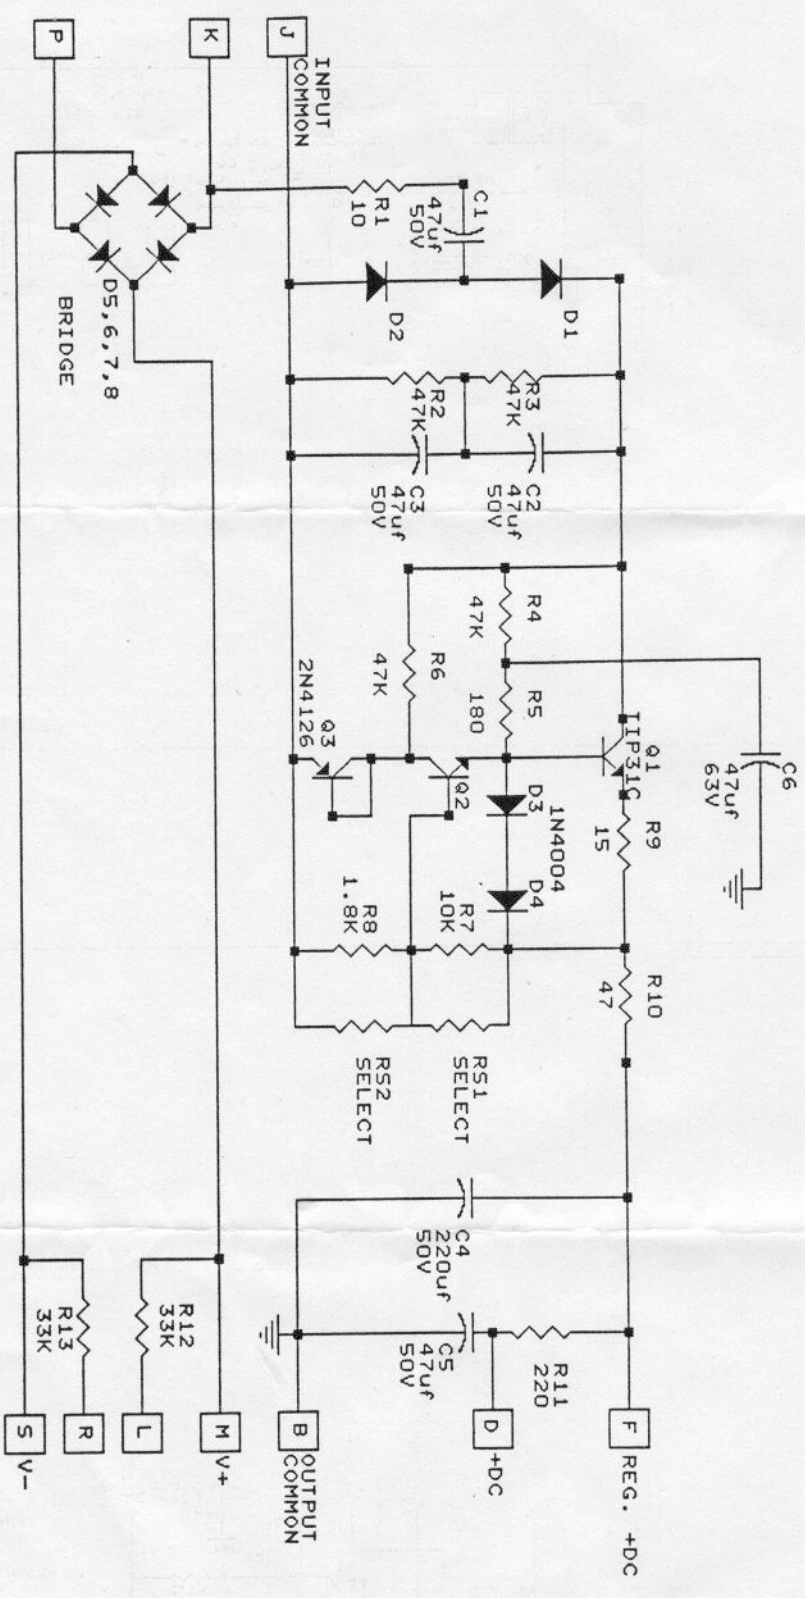 P
K
J
INPUT
COMMON
R1
10
C1
47uf
50V
D1
D2
D5,6,7,8
BRIDGE
R3
47K
R2
47K
C2
47uf
50V
C3
47uf
50V
R4
47K
R5
180
R6
47K
Q3
2N4126
Q2
Q1
TIP31C
C6
47uf
63V
D3
1N4004
D4
R9
15
R10
47
R7
10K
R8
1.8K
RS1
SELECT
RS2
SELECT
C4
220uf
50V
C5
47uf
50V
R11
220
R12
33K
R13
33K
F
REG. +DC
D
+DC
B
OUTPUT
COMMON
M
V+
L
R
S
V-